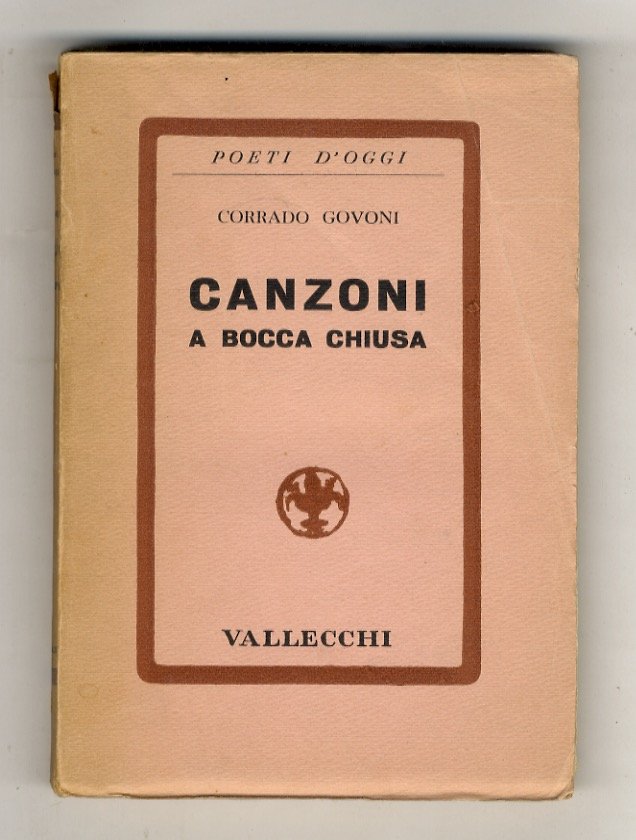 POETI D'OGGI
CORRADO GOVONI
CANZONI
A BOCCA CHIUSA
VALLECCHI